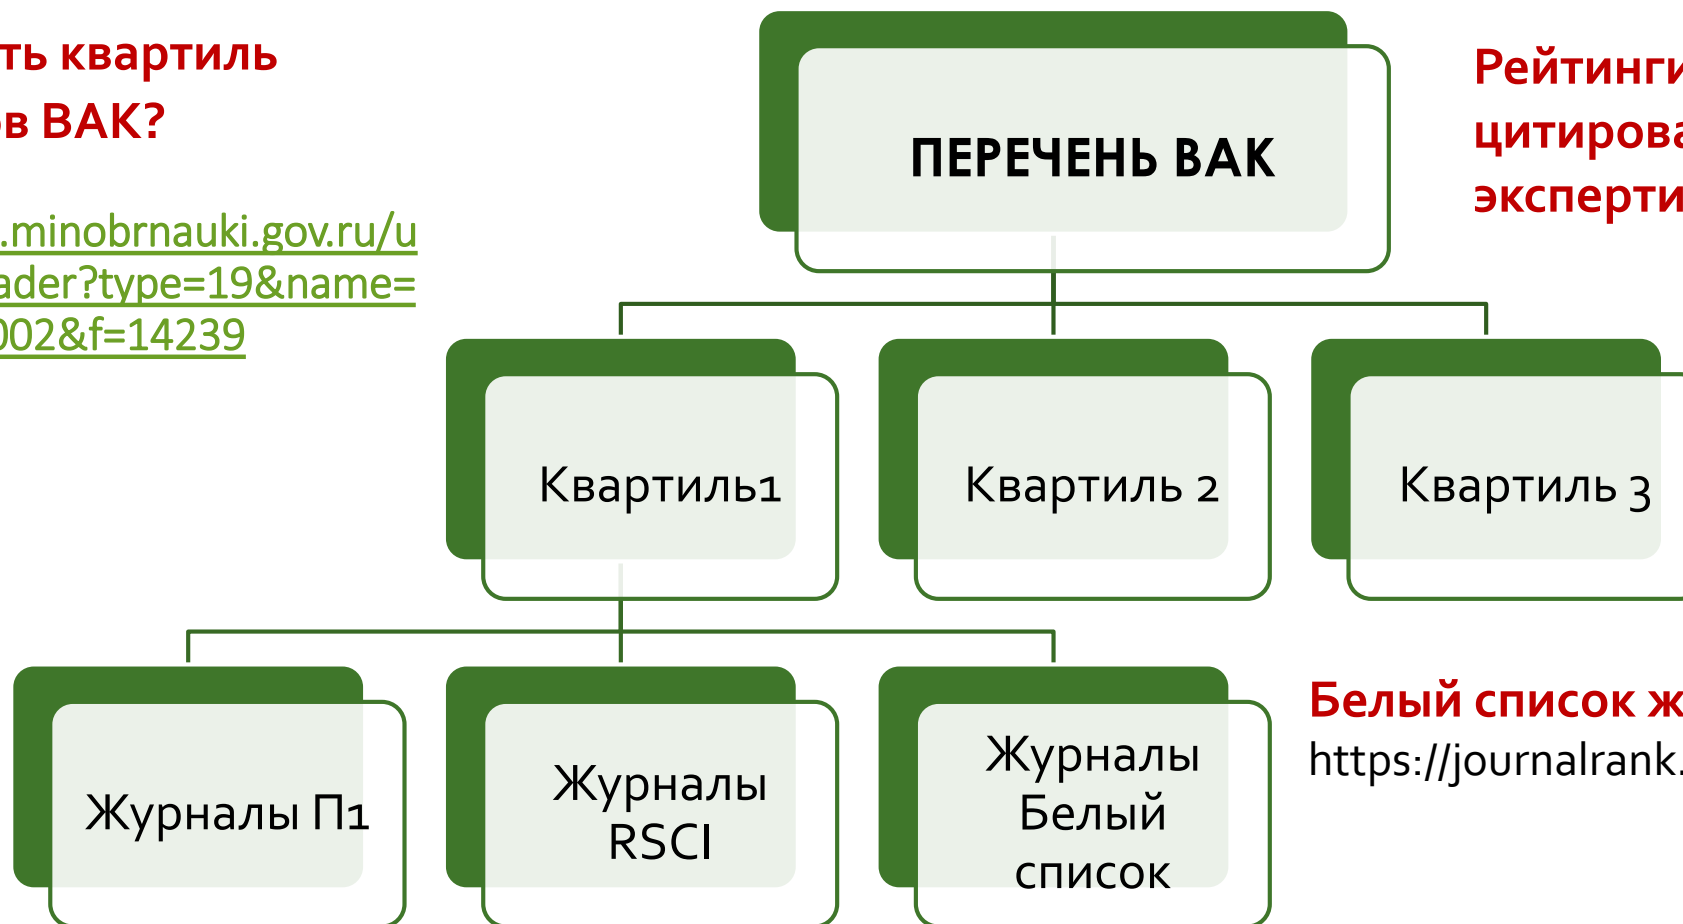 ть квартиль
ов ВАК?
.minobrnauki.gov.ru/u
ader?type=19&name=
002&f=14239
ПЕРЕЧЕНЬ ВАК
Рейтинги
цитирова
эксперти
Квартиль1
Квартиль 2
Квартиль 3
Журналы П1
Журналы
RSCI
Журналы
Белый
список
Белый список ж
https://journalrank.